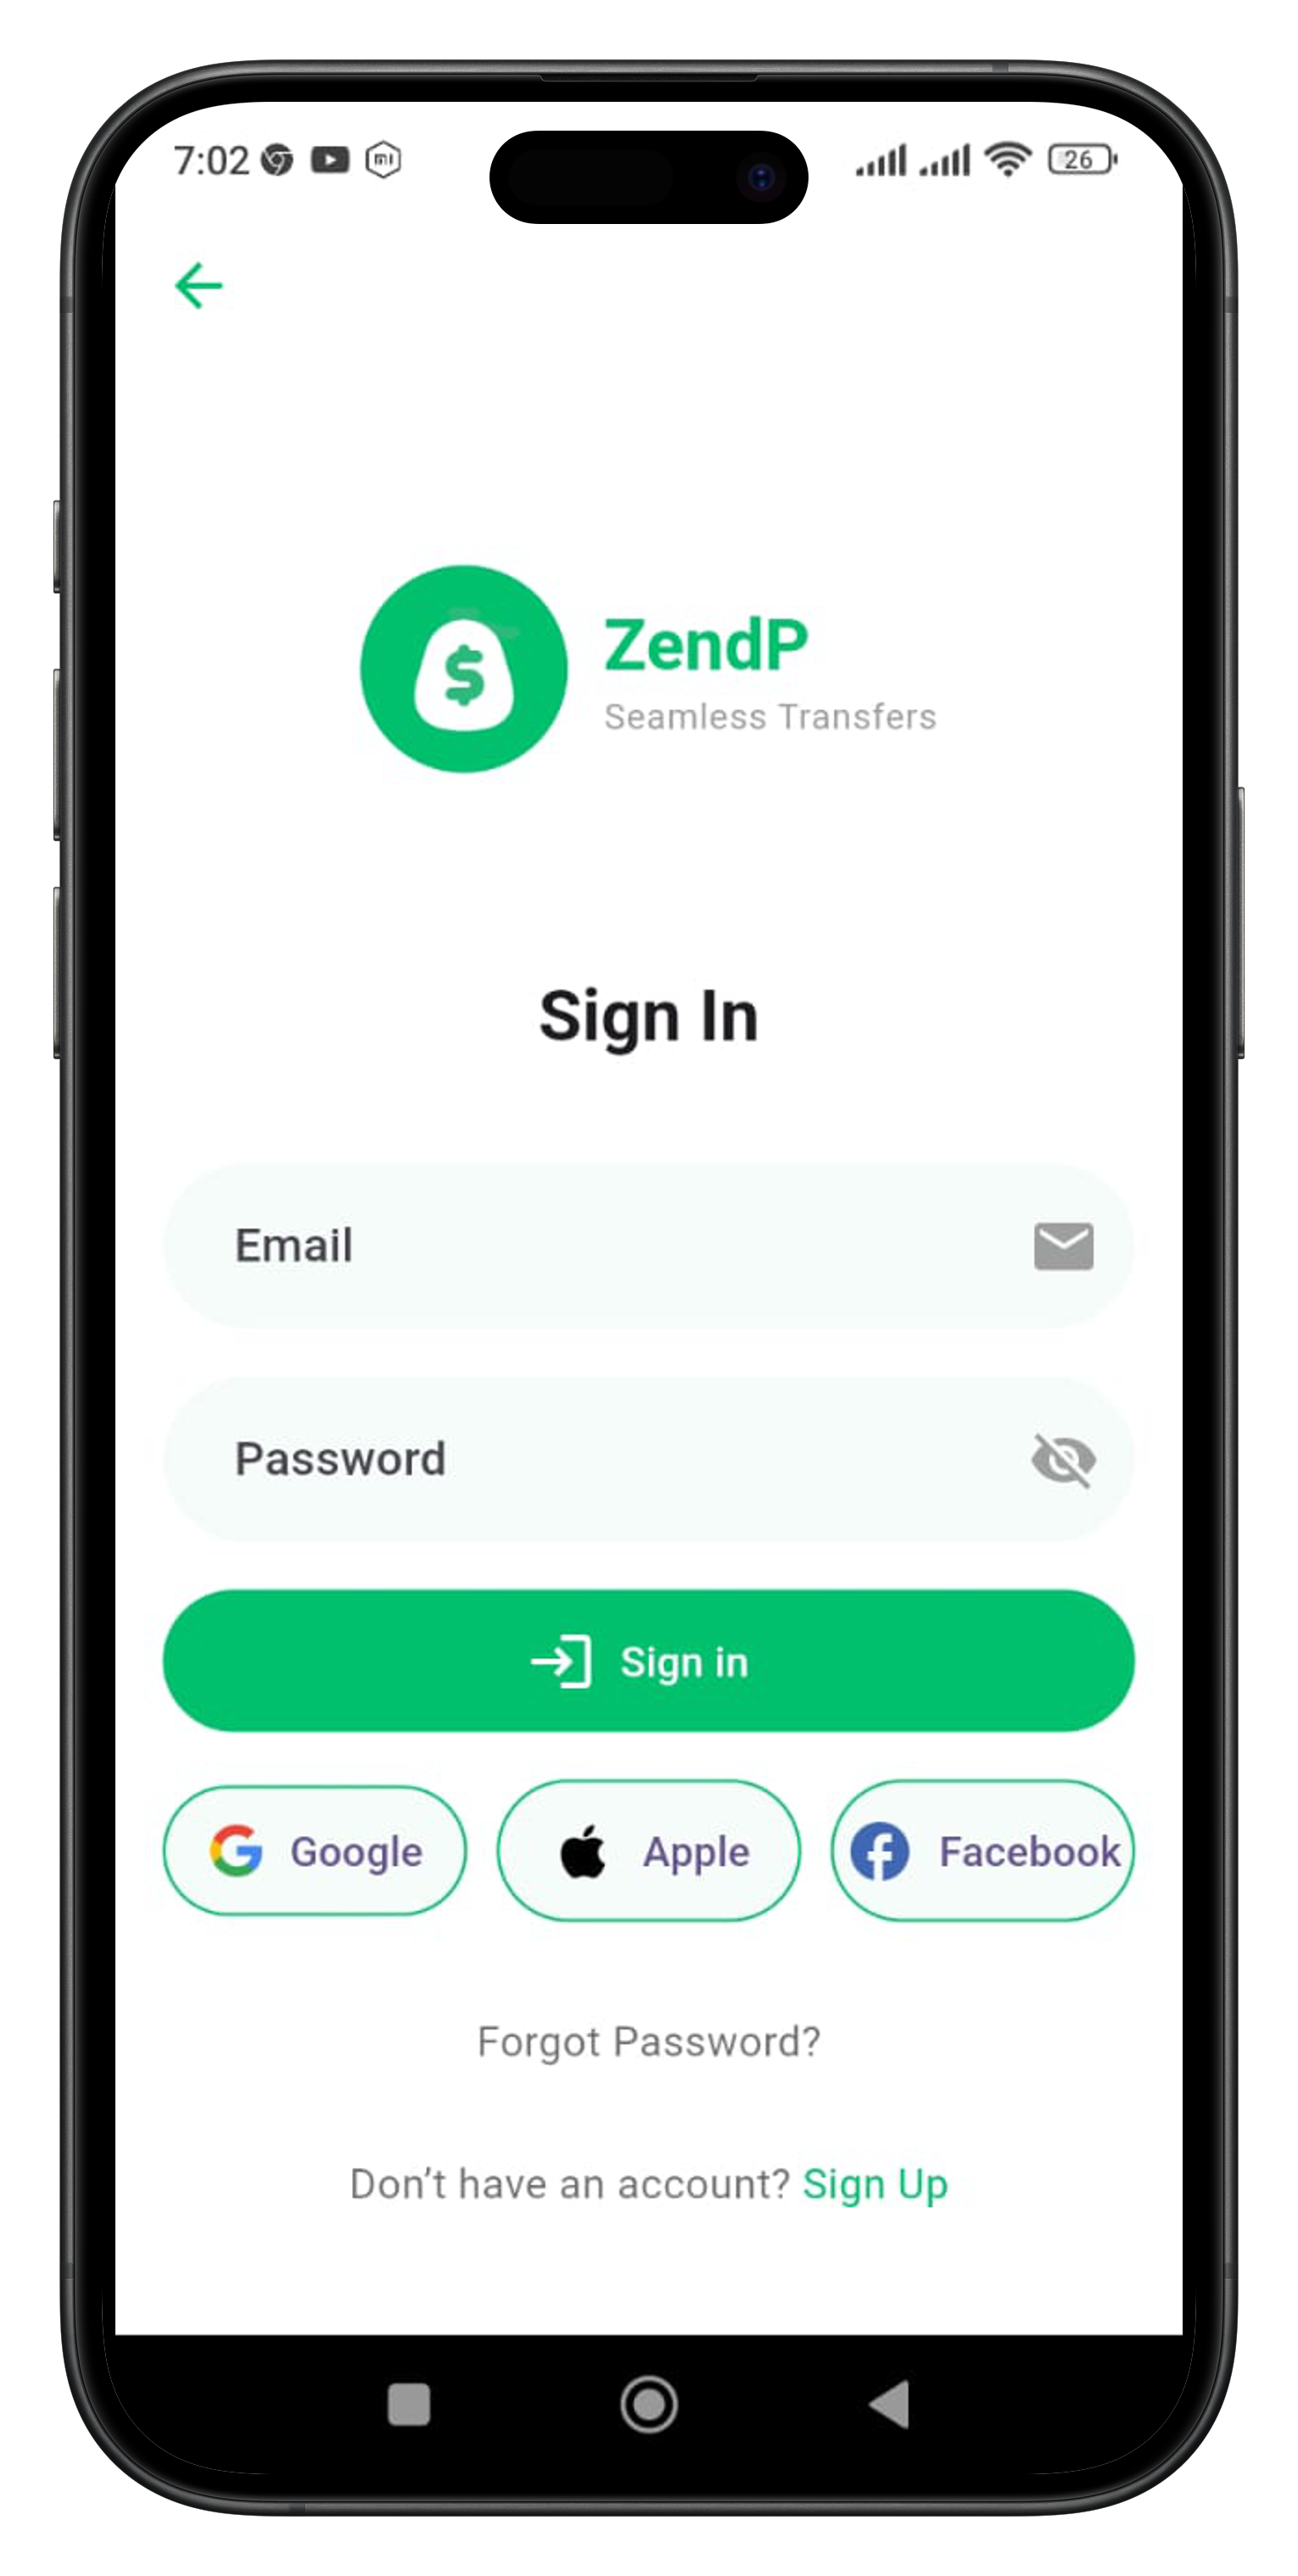 7:02 26
$
ZendP
Seamless Transfers
Sign In
Email
Password
Sign in
Google Apple Facebook
Forgot Password?
Don’t have an account? Sign Up